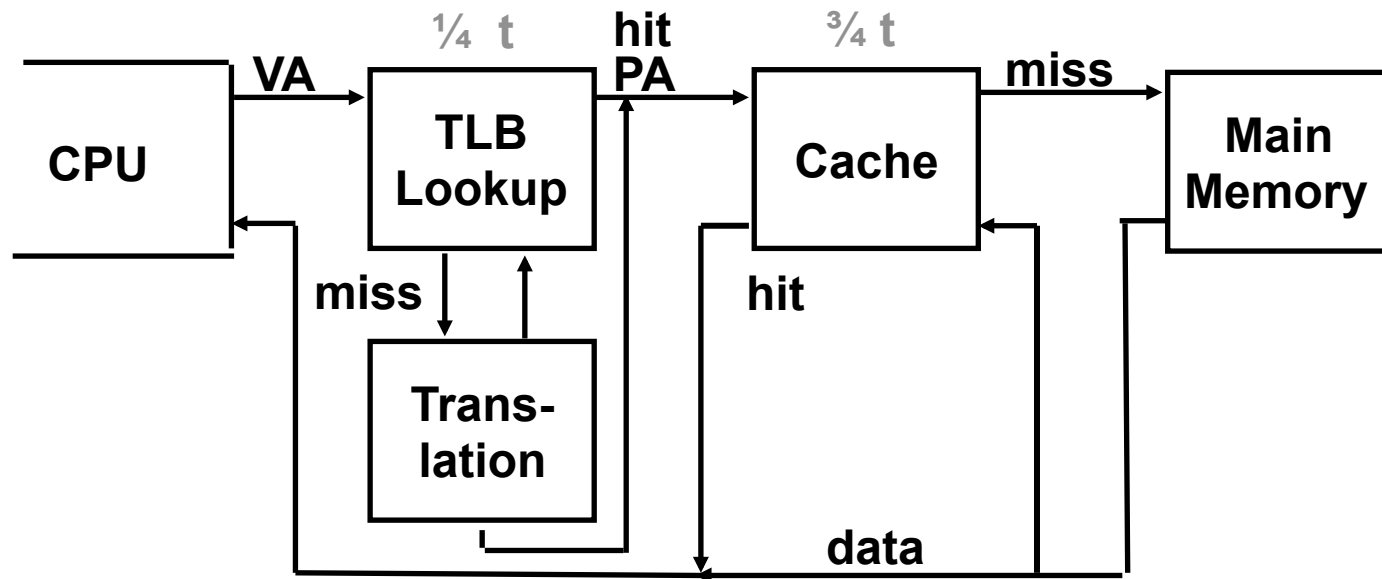 ¼ t
hit
¾ t
VA
PA
miss
CPU
TLB
Lookup
Cache
Main
Memory
miss
hit
Trans-
lation
data